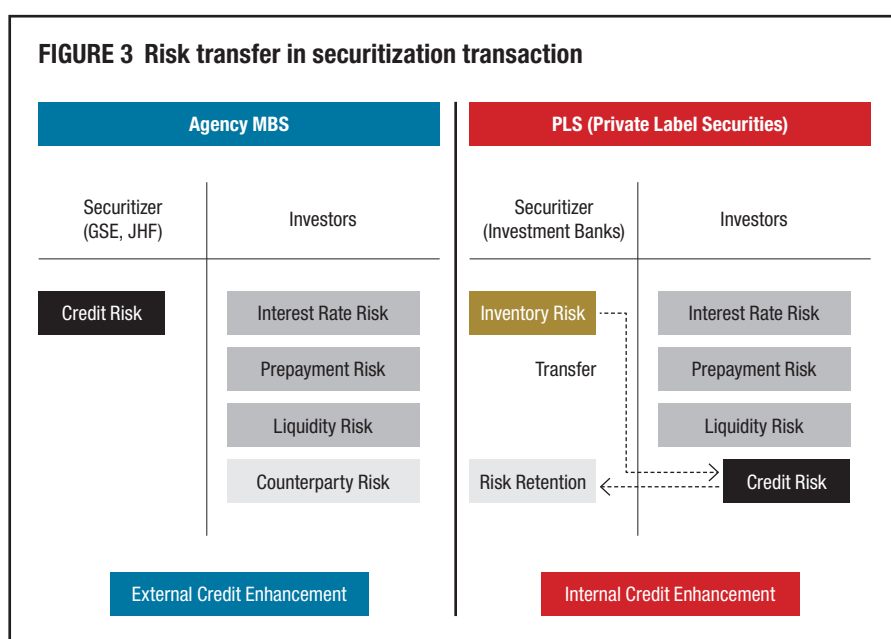 FIGURE 3 Risk transfer in securitization transaction
Agency MBS
Securitizer
(GSE, JHF)
Investors
Credit Risk
Interest Rate Risk
Prepayment Risk
Liquidity Risk
Counterparty Risk
External Credit Enhancement
PLS (Private Label Securities)
Securitizer
(Investment Banks)
Investors
Inventory Risk
Interest Rate Risk
Transfer
Prepayment Risk
Liquidity Risk
Risk Retention
Credit Risk
Internal Credit Enhancement